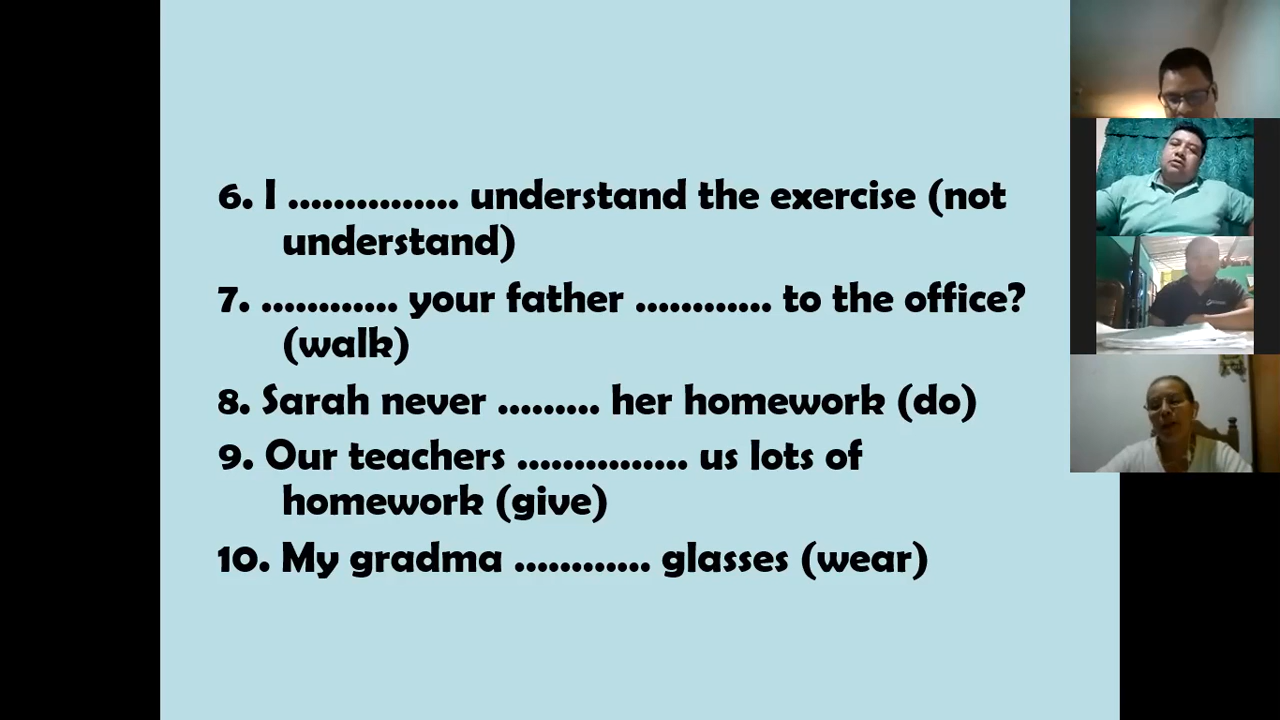 6. I ............... understand the exercise (not
understand)
7. ............ your father ............ to the office?
(walk)
8. Sarah never ......... her homework (do)
9. Our teachers ............... us lots of
homework (give)
10. My gradma ............ glasses (wear)